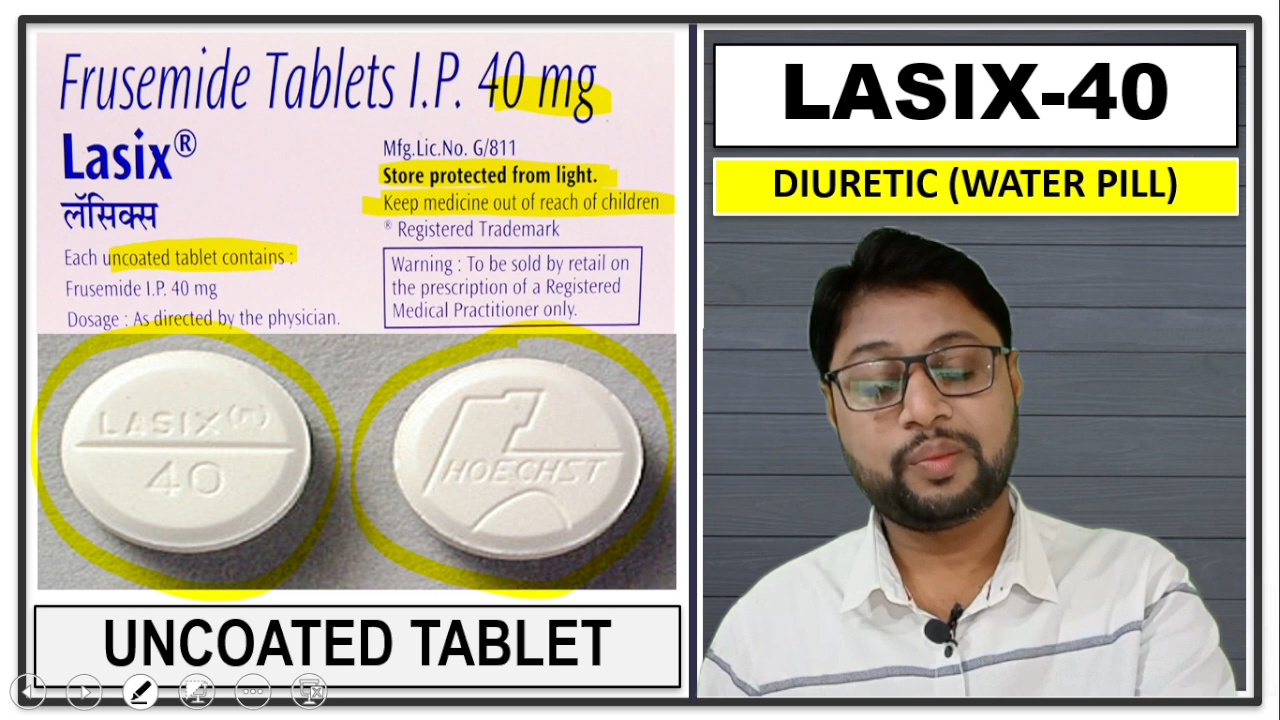 Frusemide Tablets I.P. 40 mg
Lasix®
लॅसिक्स
Each uncoated tablet contains :
Frusemide I.P. 40 mg
Dosage : As directed by the physician.
Mfg.Lic.No. G/811
Store protected from light.
Keep medicine out of reach of children
® Registered Trademark
Warning : To be sold by retail on
the prescription of a Registered
Medical Practitioner only.
LASIX(r)
40
HOECHST
UNCOATED TABLET
LASIX-40
DIURETIC (WATER PILL)